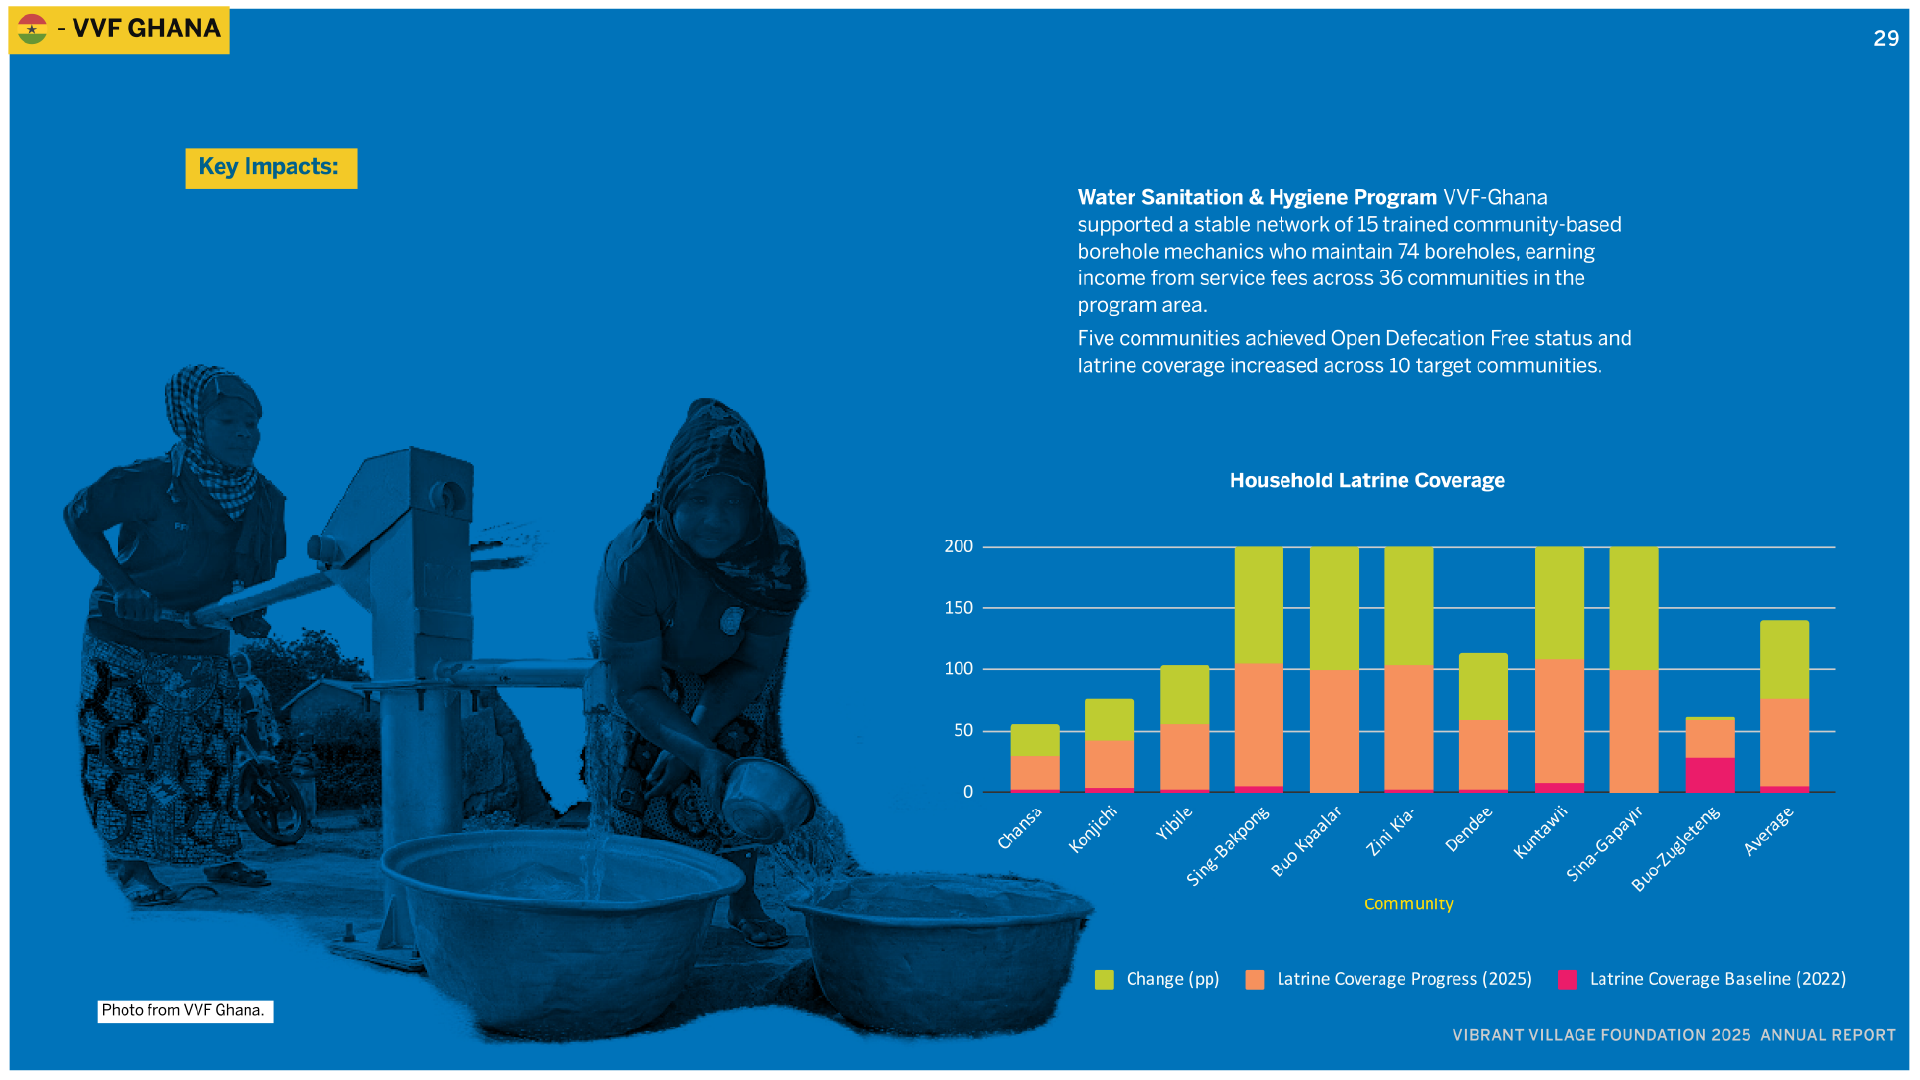 - VVF GHANA
29
Key Impacts:
Water Sanitation & Hygiene Program VVF-Ghana
supported a stable network of 15 trained community-based
borehole mechanics who maintain 74 boreholes, earning
income from service fees across 36 communities in the
program area.
Five communities achieved Open Defecation Free status and
latrine coverage increased across 10 target communities.
Household Latrine Coverage
200
150
100
50
0
Chansa
Konjichi
Yibile
Sing-Bakpong
Buo Kpaalar
Zini Kia-
Dendee
Kuntawii
Sina-Gapayir
Buo-Zugleteng
Average
Community
Change (pp)
Latrine Coverage Progress (2025)
Latrine Coverage Baseline (2022)
Photo from VVF Ghana.
VIBRANT VILLAGE FOUNDATION 2025 ANNUAL REPORT